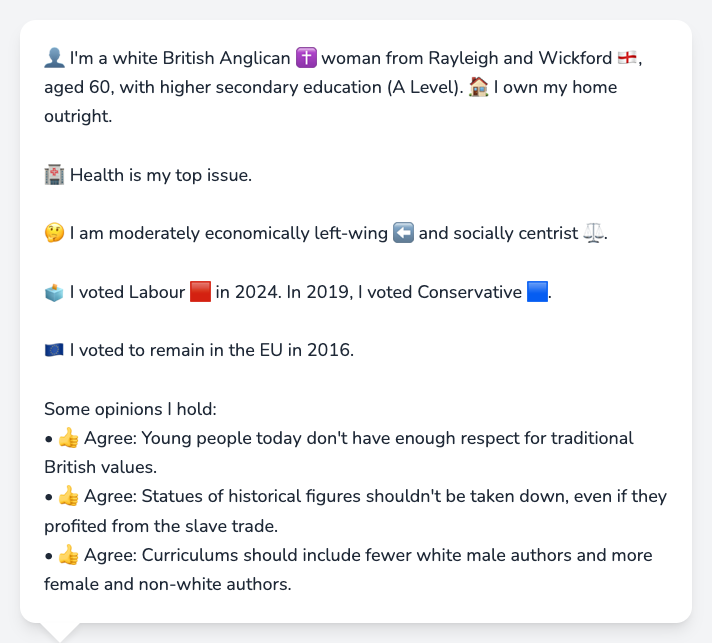 👤 I'm a white British Anglican ✝️ woman from Rayleigh and Wickford 🏴󠁧󠁢󠁥󠁮󠁧󠁿,
aged 60, with higher secondary education (A Level). 🏠 I own my home
outright.
🏥 Health is my top issue.
🤔 I am moderately economically left-wing ⬅️ and socially centrist ⚖️.
🗳️ I voted Labour 🟥 in 2024. In 2019, I voted Conservative 🟦.
🇪🇺 I voted to remain in the EU in 2016.
Some opinions I hold:
• 👍 Agree: Young people today don't have enough respect for traditional
British values.
• 👍 Agree: Statues of historical figures shouldn't be taken down, even if they
profited from the slave trade.
• 👍 Agree: Curriculums should include fewer white male authors and more
female and non-white authors.